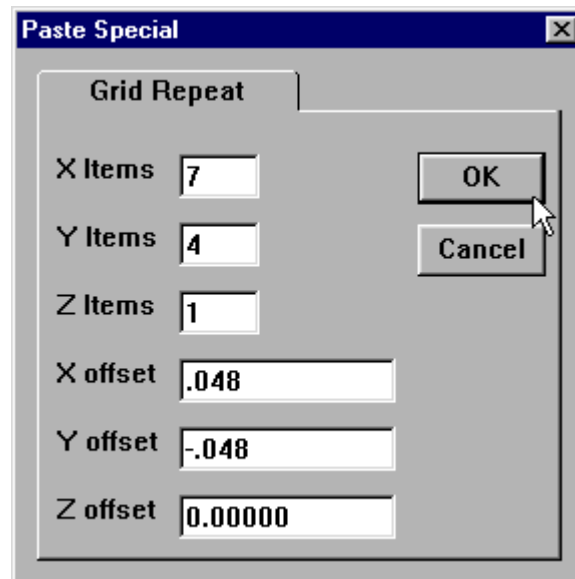 Paste Special
Grid Repeat
X Items 7
OK
Y Items 4
Cancel
Z Items 1
X offset .048
Y offset -.048
Z offset 0.00000